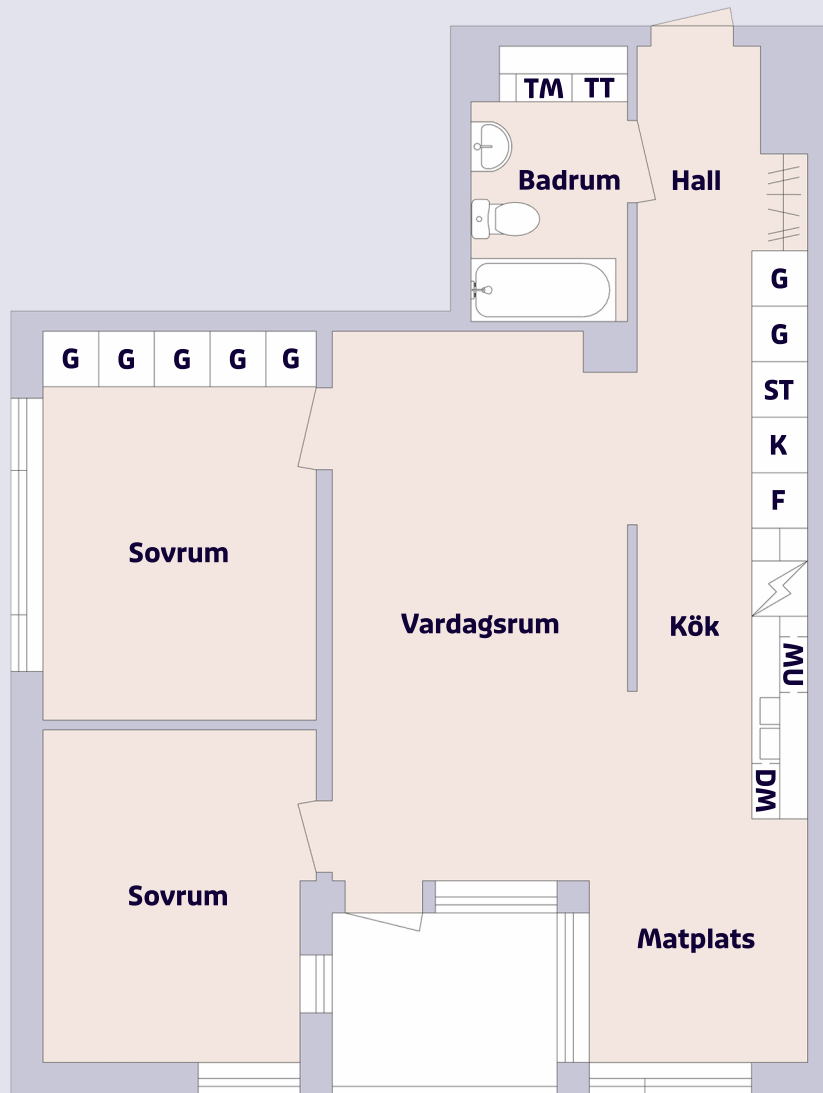 TM TT
Badrum
Hall
G
G
ST
K
F
G G G G G
Sovrum
Vardagsrum
Kök
MU
DM
Sovrum
Matplats